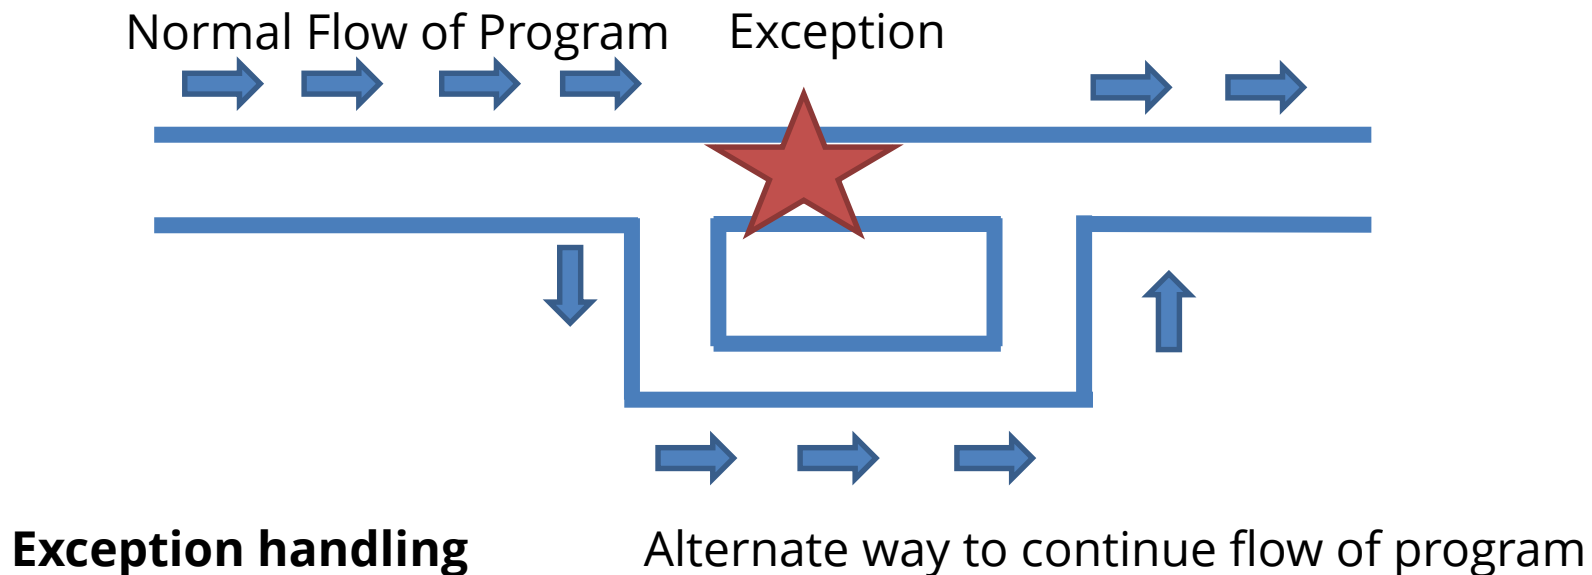 Normal Flow of Program
Exception
Exception handling
Alternate way to continue flow of program